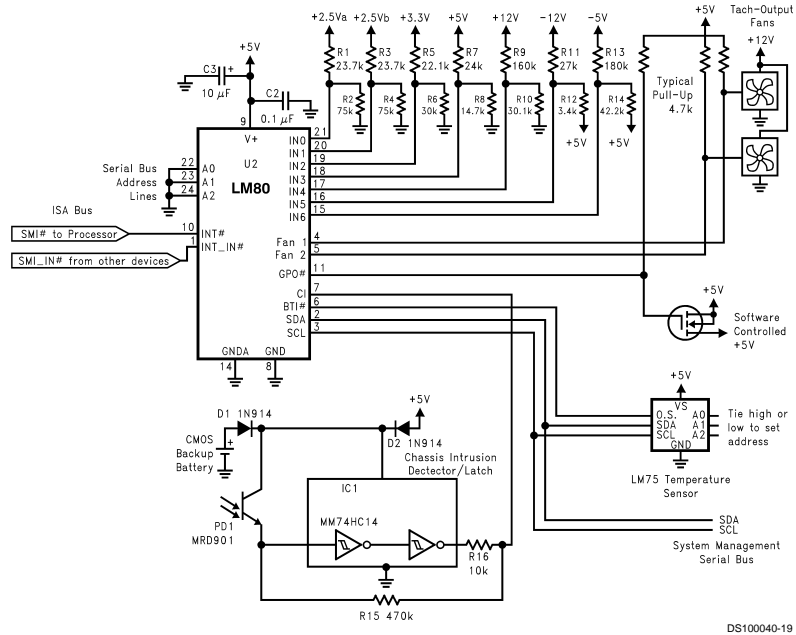 +2.5Va +2.5Vb +3.3V +5V +12V -12V -5V
+5V
Tach-Output
Fans
+12V
+5V
C3 +
10 µF
C2
0.1 µF
R1
23.7k
R3
23.7k
R5
22.1k
R7
24k
R9
160k
R11
27k
R13
180k
R2
75k
R4
75k
R6
30k
R8
14.7k
R10
30.1k
R12
3.4k
R14
42.2k
+5V
+5V
Typical
Pull-Up
4.7k
9
V+
U2
LM80
Serial Bus
Address
Lines
22 A0
23 A1
24 A2
21 IN0
20 IN1
19 IN2
18 IN3
17 IN4
16 IN5
15 IN6
ISA Bus
SMI# to Processor
10 INT#
1 INT_IN#
SMI_IN# from other devices
Fan 1 4
Fan 2 5
GPO# 11
CI 7
BTI# 6
SDA 2
SCL 3
GNDA GND
14 8
+5V
Software
Controlled
+5V
+5V
VS
O.S. A0
SDA A1
SCL A2
GND
Tie high or
low to set
address
LM75 Temperature
Sensor
D1 1N914
+5V
D2 1N914
CMOS
Backup
Battery
+
Chassis Intrusion
Dectector/Latch
IC1
MM74HC14
PD1
MRD901
R16
10k
R15 470k
SDA
SCL
System Management
Serial Bus
DS100040-19